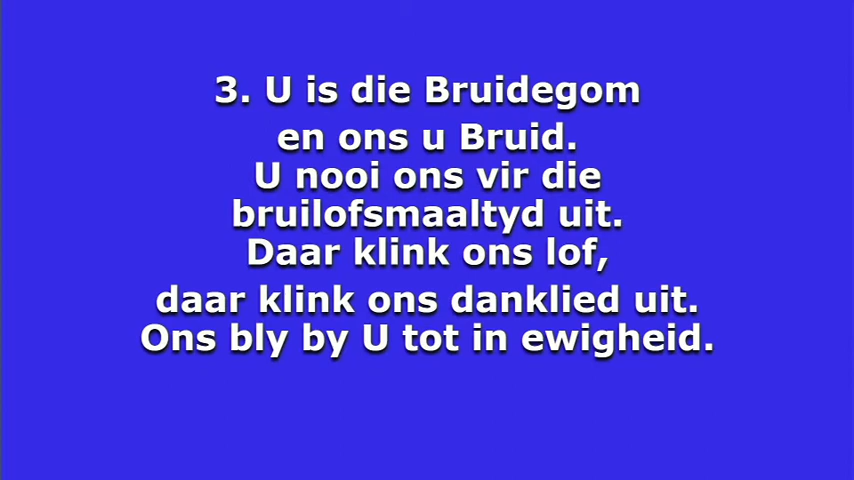 3. U is die Bruidegom
en ons u Bruid.
U nooi ons vir die
bruilofsmaaltyd uit.
Daar klink ons lof,
daar klink ons danklied uit.
Ons bly by U tot in ewigheid.